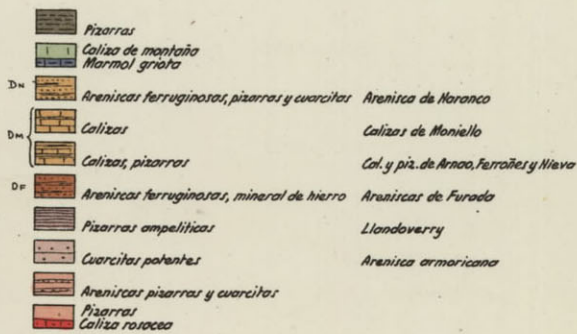 Pizarras
Caliza de montaña
Marmol griota
DN Areniscas ferruginosas, pizarras y cuarcitas Arenisca de Naranco
DM Calizas Calizas de Moniello
Calizas, pizarras Cal. y piz. de Arnao, Ferroñes y Nieva
DF Areniscas ferruginosas, mineral de hierro Areniscas de Furada
Pizarras ampelíticas Llandoverry
Cuarcitas potentes Arenisca armoricana
Areniscas pizarras y cuarcitas
Pizarras
Caliza rosacea